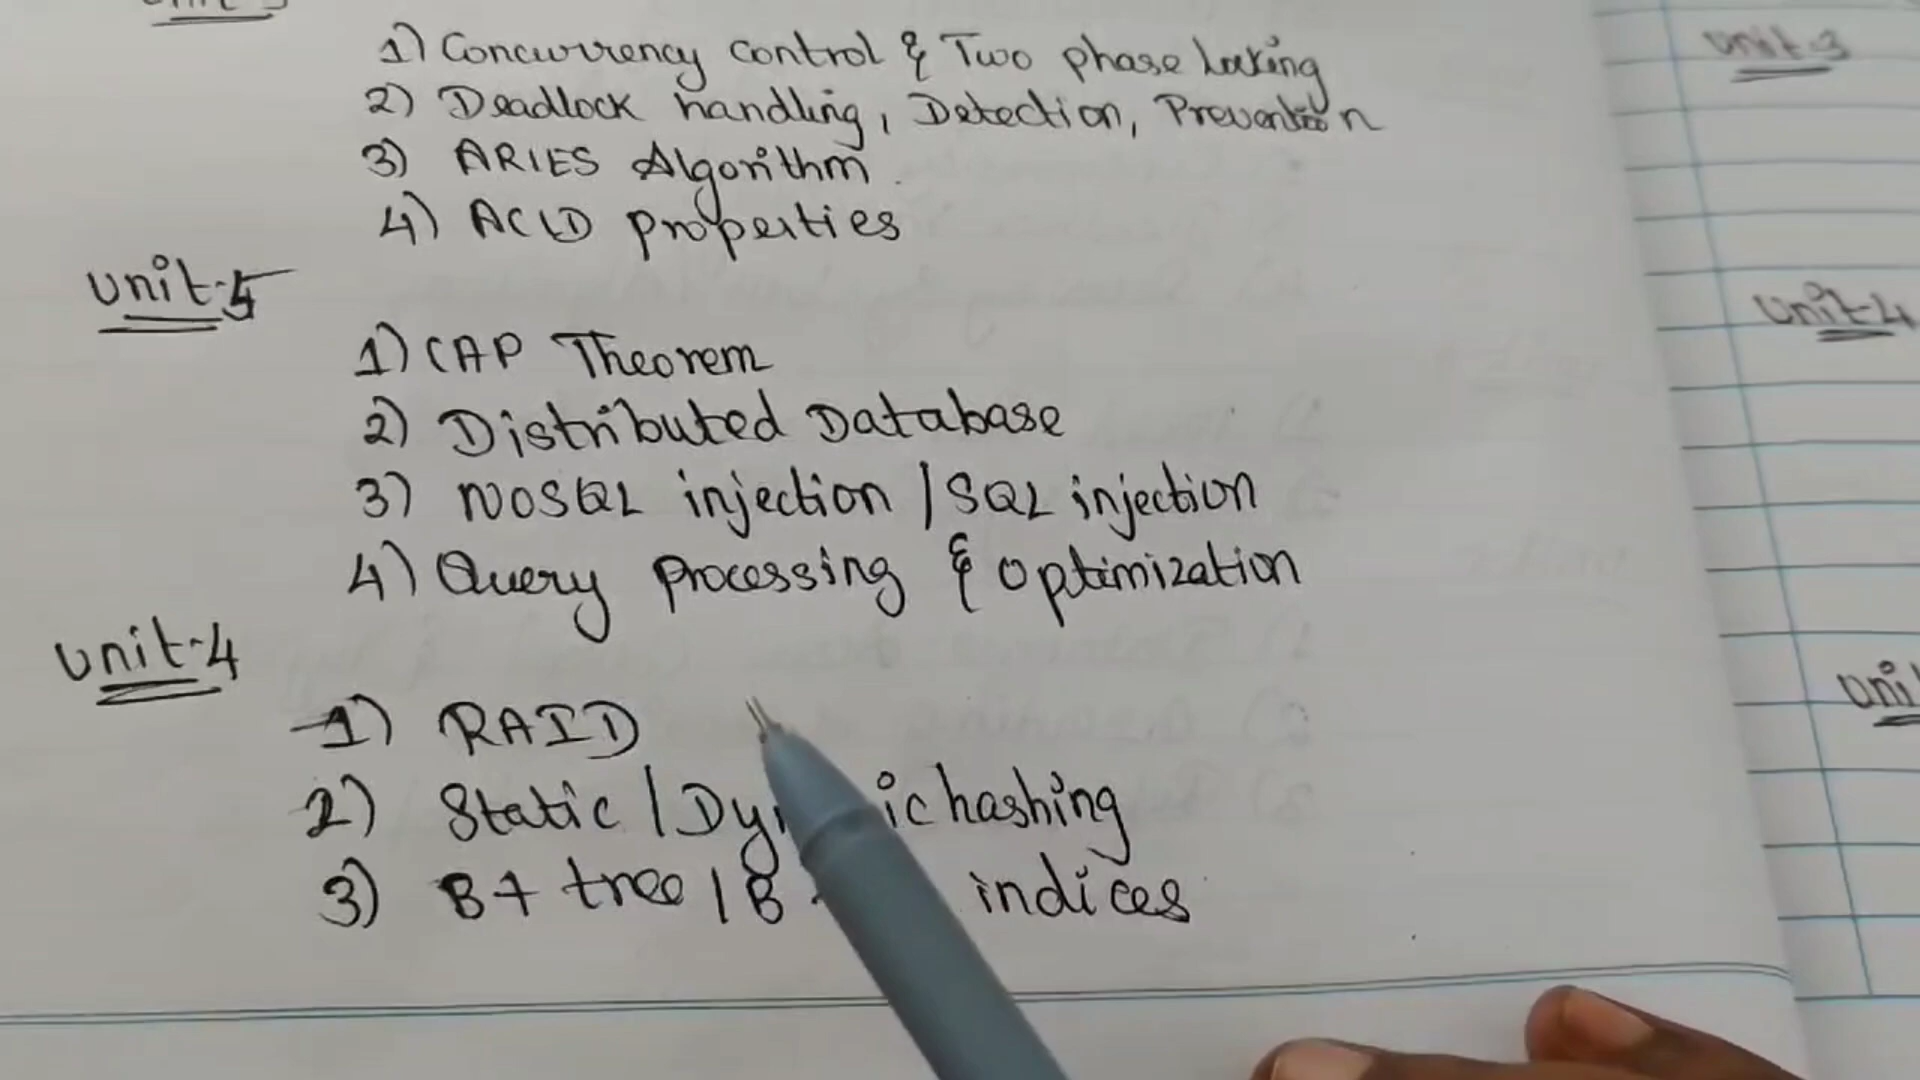 1) Concurrency control & Two phase Locking
2) Deadlock handling, Detection, Prevention
3) ARIES Algorithm.
4) ACID properties
Unit-5
1) CAP Theorem
2) Distributed Database
3) NOSQL injection / SQL injection
4) Query Processing & Optimization
Unit-4
1) RAID
2) Static / hashing
3) B+ tree / B indices
Unit-3
Unit-4
Uni